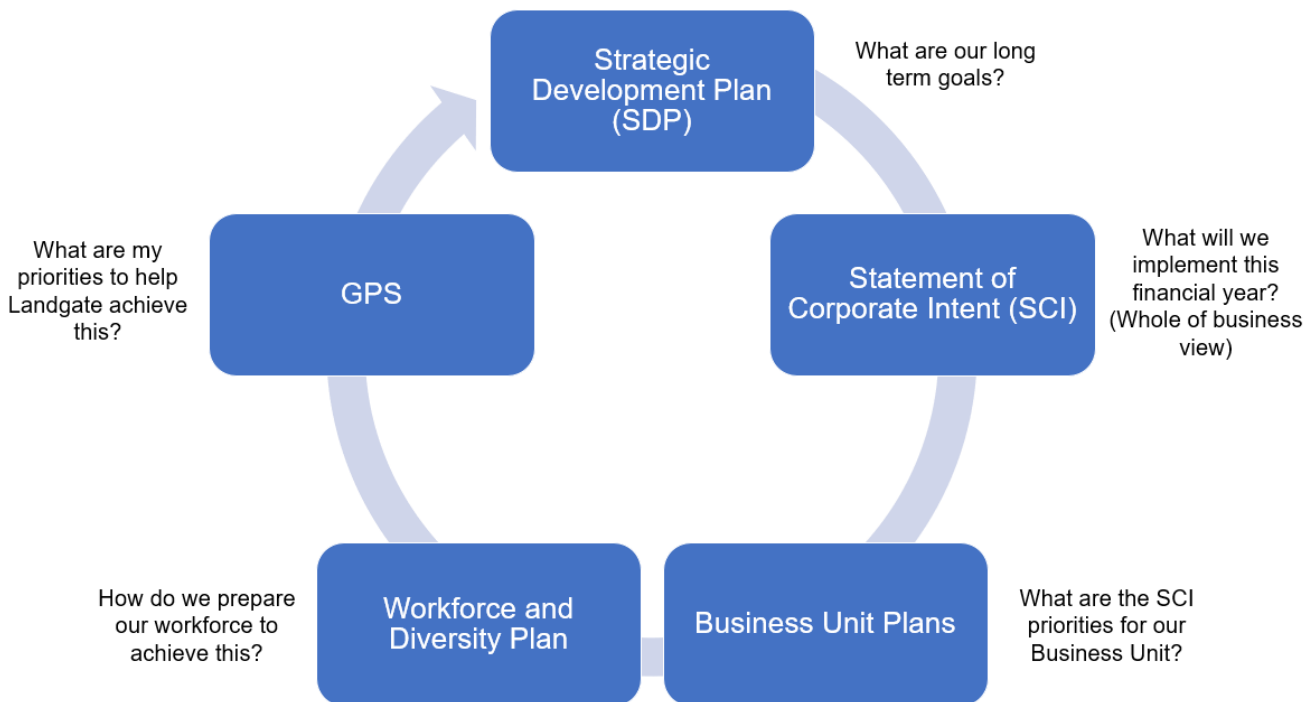 Strategic
Development Plan
(SDP)
What are our long
term goals?
Statement of
Corporate Intent (SCI)
What will we
implement this
financial year?
(Whole of business
view)
Business Unit Plans
What are the SCI
priorities for our
Business Unit?
Workforce and
Diversity Plan
How do we prepare
our workforce to
achieve this?
GPS
What are my
priorities to help
Landgate achieve
this?